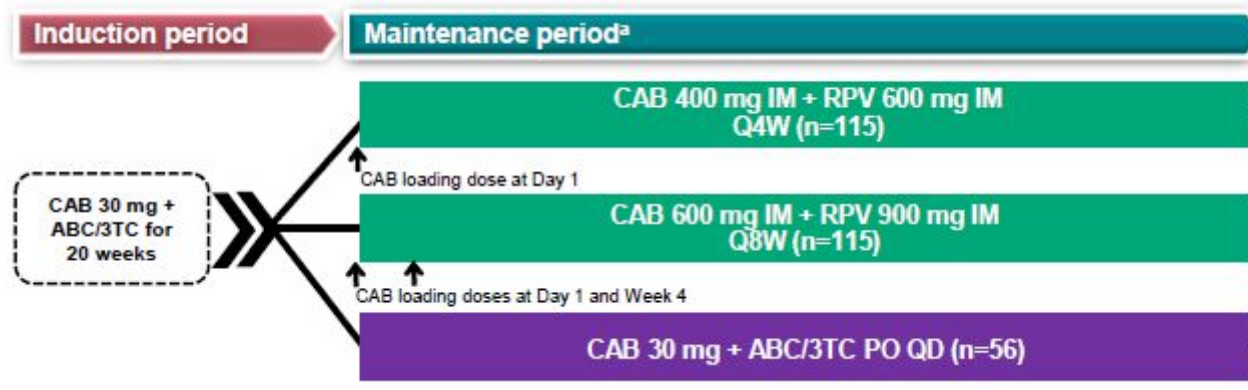 Induction period
Maintenance periodᵃ
CAB 400 mg IM + RPV 600 mg IM
Q4W (n=115)
CAB loading dose at Day 1
CAB 30 mg +
ABC/3TC for
20 weeks
CAB 600 mg IM + RPV 900 mg IM
Q8W (n=115)
CAB loading doses at Day 1 and Week 4
CAB 30 mg + ABC/3TC PO QD (n=56)